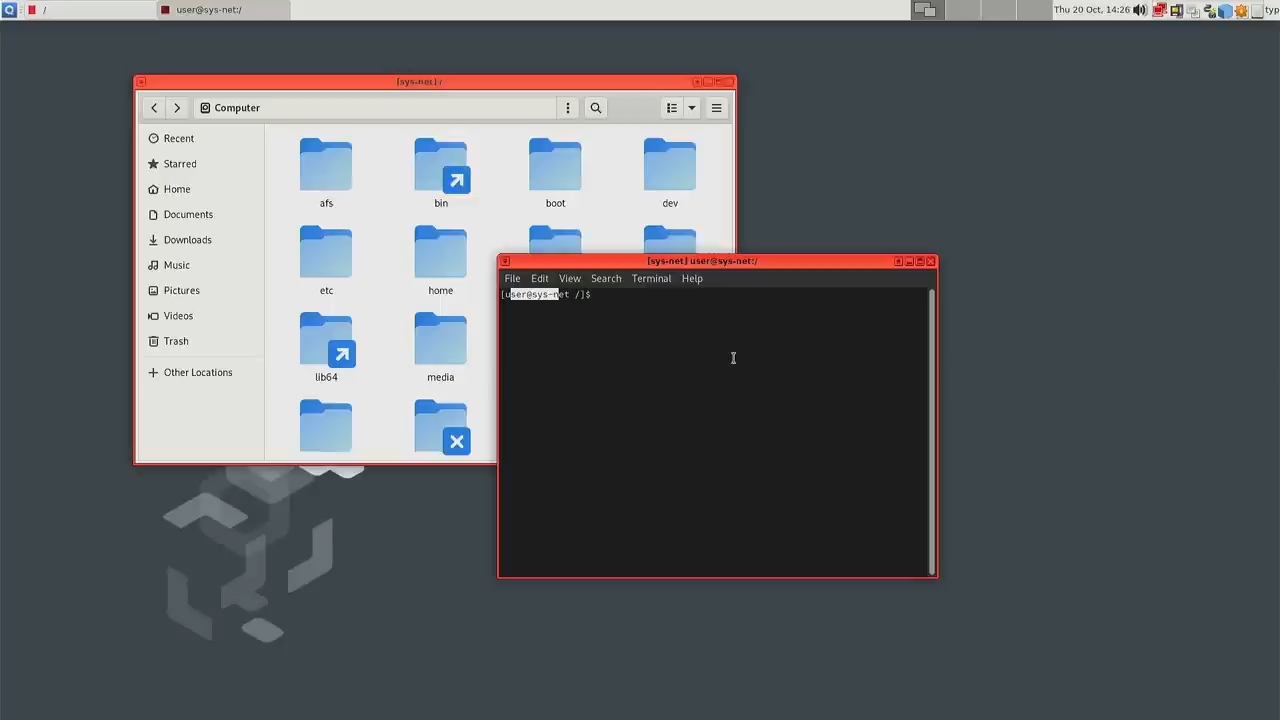 /
user@sys-net:/
Thu 20 Oct, 14:26
typ
[sys-net] /
Computer
Recent
Starred
Home
Documents
Downloads
Music
Pictures
Videos
Trash
Other Locations
afs
bin
boot
dev
etc
home
lib64
media
[sys-net] user@sys-net:/
File Edit View Search Terminal Help
[user@sys-net /]$